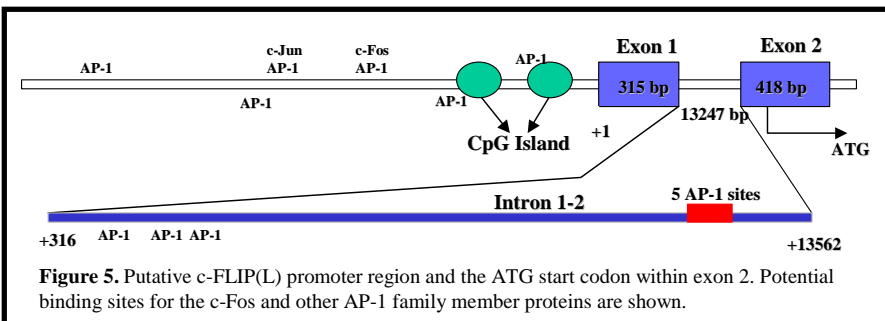 Exon 1
Exon 2
c-Jun
c-Fos
AP-1
AP-1
AP-1
AP-1
315 bp
418 bp
AP-1
AP-1
13247 bp
+1
CpG Island
ATG
Intron 1-2
5 AP-1 sites
+316
AP-1
AP-1
AP-1
+13562
Figure 5. Putative c-FLIP(L) promoter region and the ATG start codon within exon 2. Potential
binding sites for the c-Fos and other AP-1 family member proteins are shown.